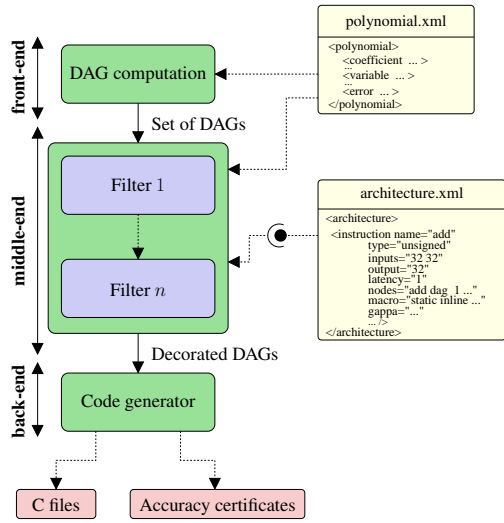 front-end
DAG computation
Set of DAGs
middle-end
Filter 1
Filter n
Decorated DAGs
back-end
Code generator
C files
Accuracy certificates
polynomial.xml
<polynomial>
<coefficient ... >
...
<variable ... >
...
<error ... >
</polynomial>
architecture.xml
<architecture>
<instruction name="add"
type="unsigned"
inputs="32 32"
output="32"
latency="1"
nodes="add dag 1 ..."
macro="static inline ..."
gappa="..."
... />
</architecture>